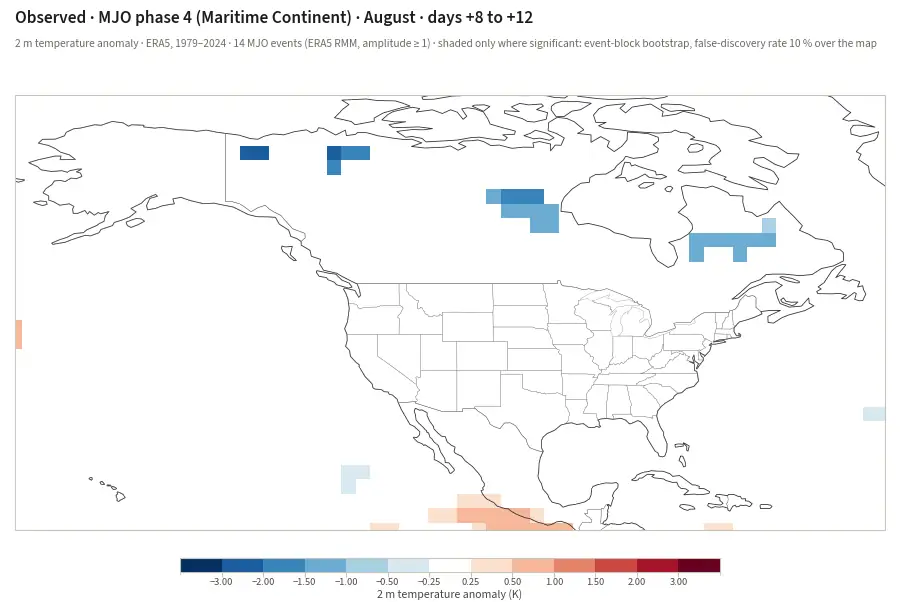 Observed · MJO phase 4 (Maritime Continent) · August · days +8 to +12
2 m temperature anomaly · ERA5, 1979–2024 · 14 MJO events (ERA5 RMM, amplitude ≥ 1) · shaded only where significant: event-block bootstrap, false-discovery rate 10 % over the map
−3.00 −2.00 −1.50 −1.00 −0.50 −0.25 0.25 0.50 1.00 1.50 2.00 3.00
2 m temperature anomaly (K)